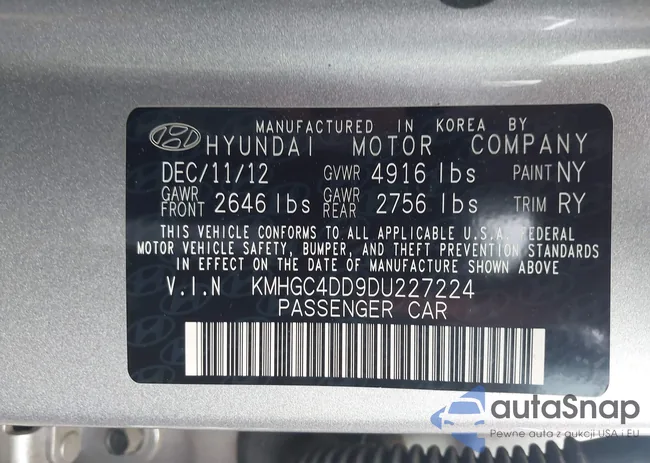 MANUFACTURED IN KOREA BY
HYUNDAI MOTOR COMPANY
DEC/11/12 GVWR 4916 lbs PAINT NY
GAWR FRONT 2646 lbs GAWR REAR 2756 lbs TRIM RY
THIS VEHICLE CONFORMS TO ALL APPLICABLE U.S.A. FEDERAL
MOTOR VEHICLE SAFETY, BUMPER, AND THEFT PREVENTION STANDARDS
IN EFFECT ON THE DATE OF MANUFACTURE SHOWN ABOVE
V.I.N KMHGC4DD9DU227224
PASSENGER CAR
autaSnap
Pewne auta z aukcji USA i EU